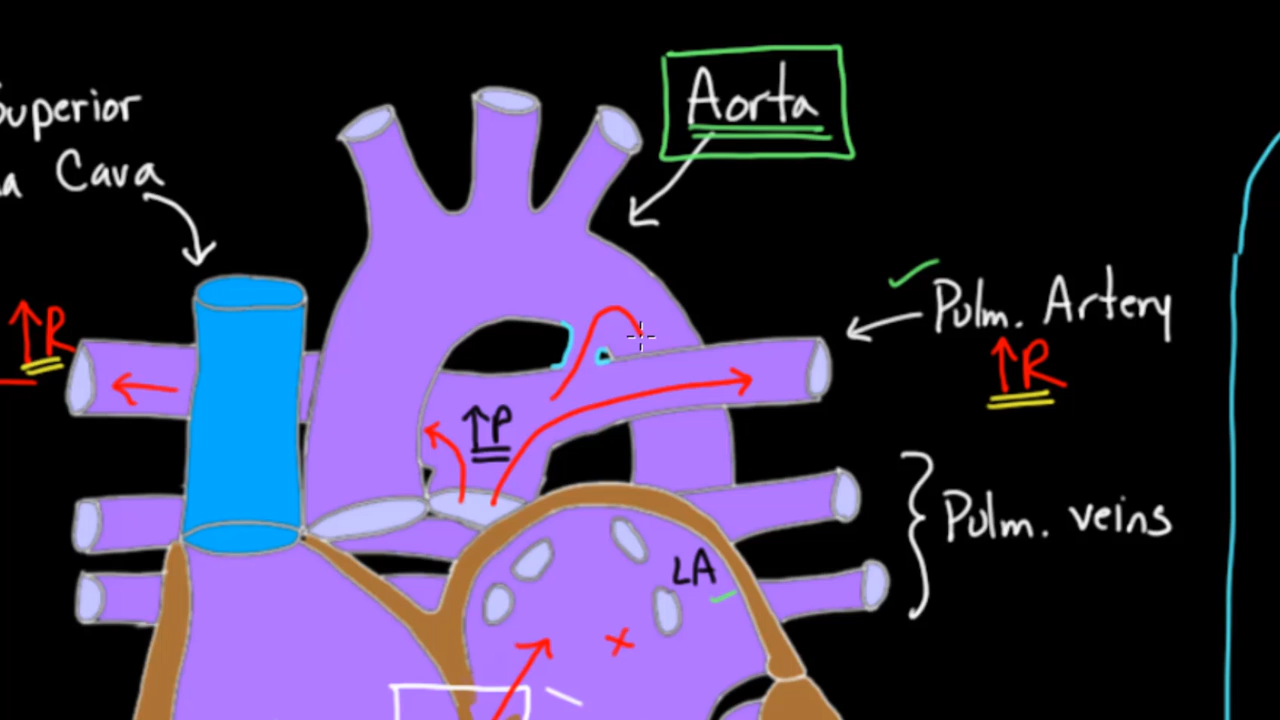 Superior
a Cava
Aorta
Pulm. Artery
↑R
↑R
↑P
Pulm. veins
LA
x